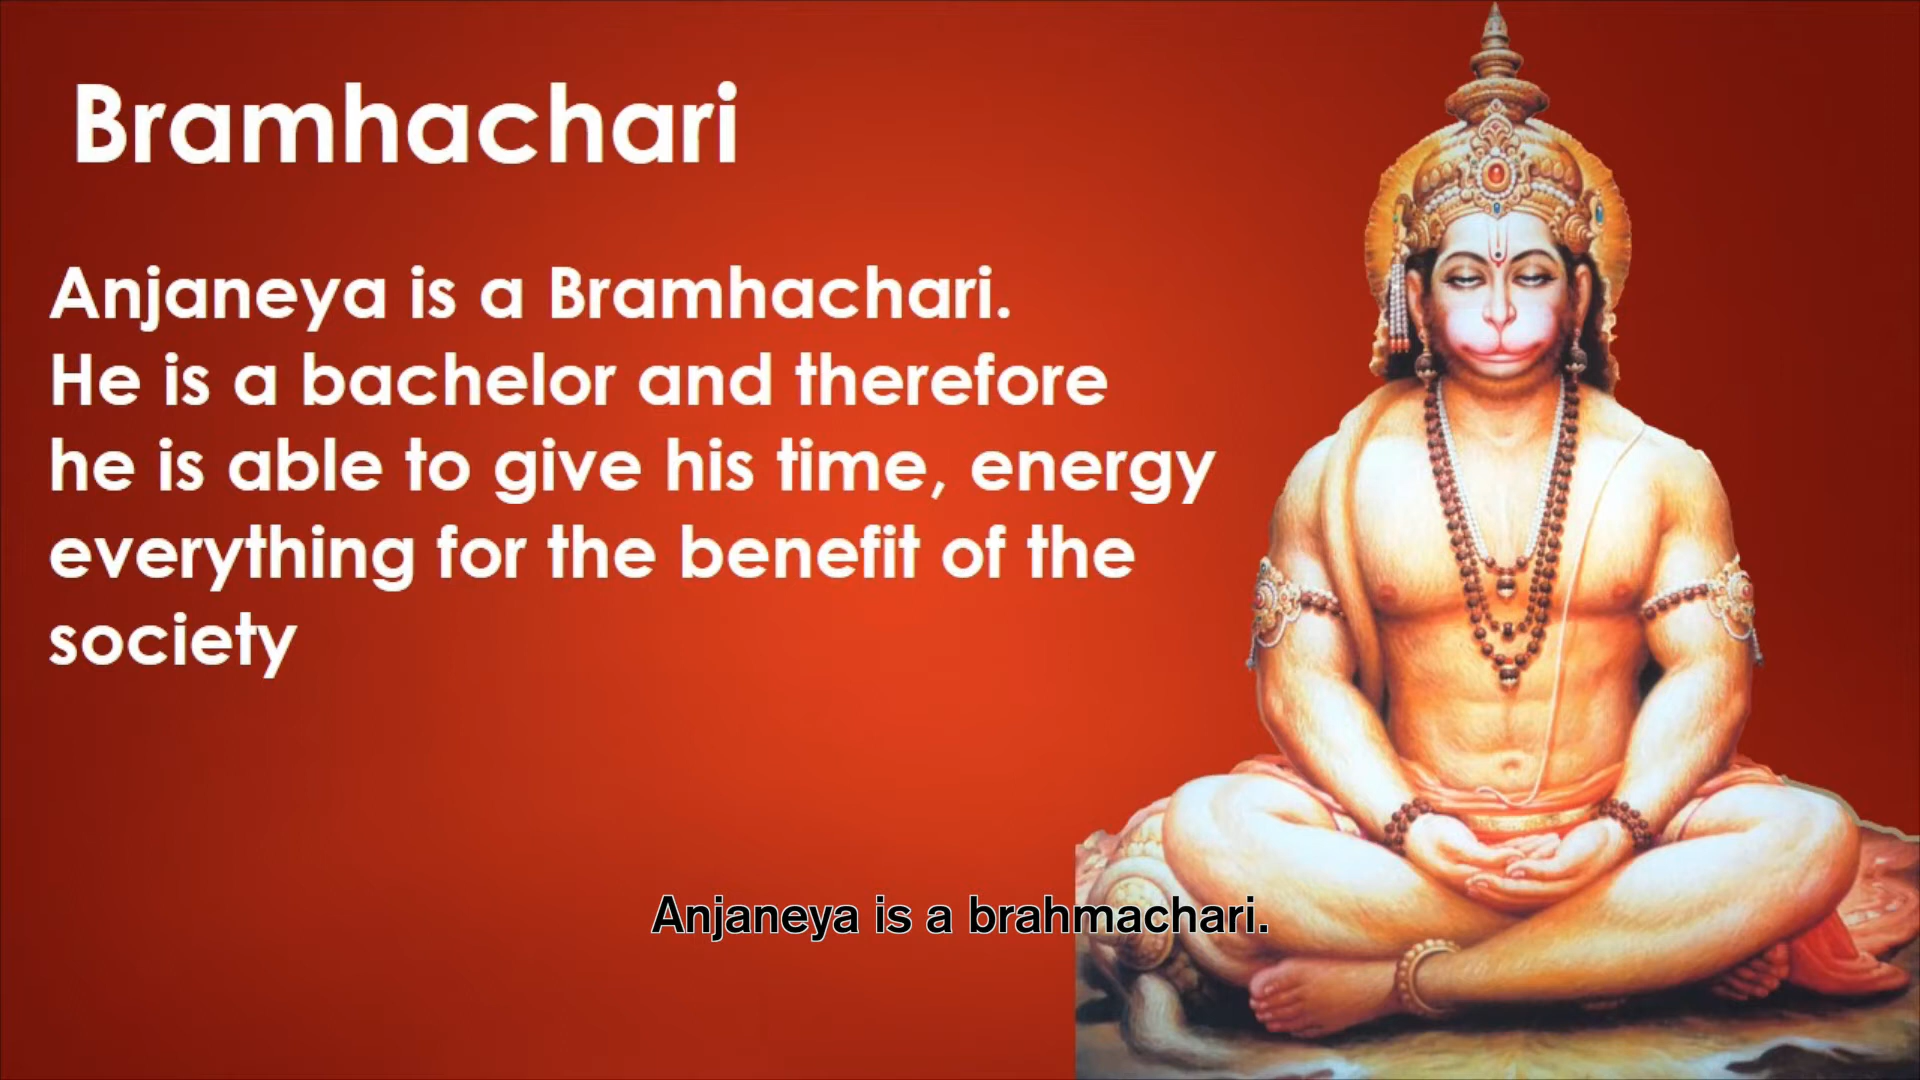 Bramhachari
Anjaneya is a Bramhachari.
He is a bachelor and therefore
he is able to give his time, energy
everything for the benefit of the
society
Anjaneya is a brahmachari.